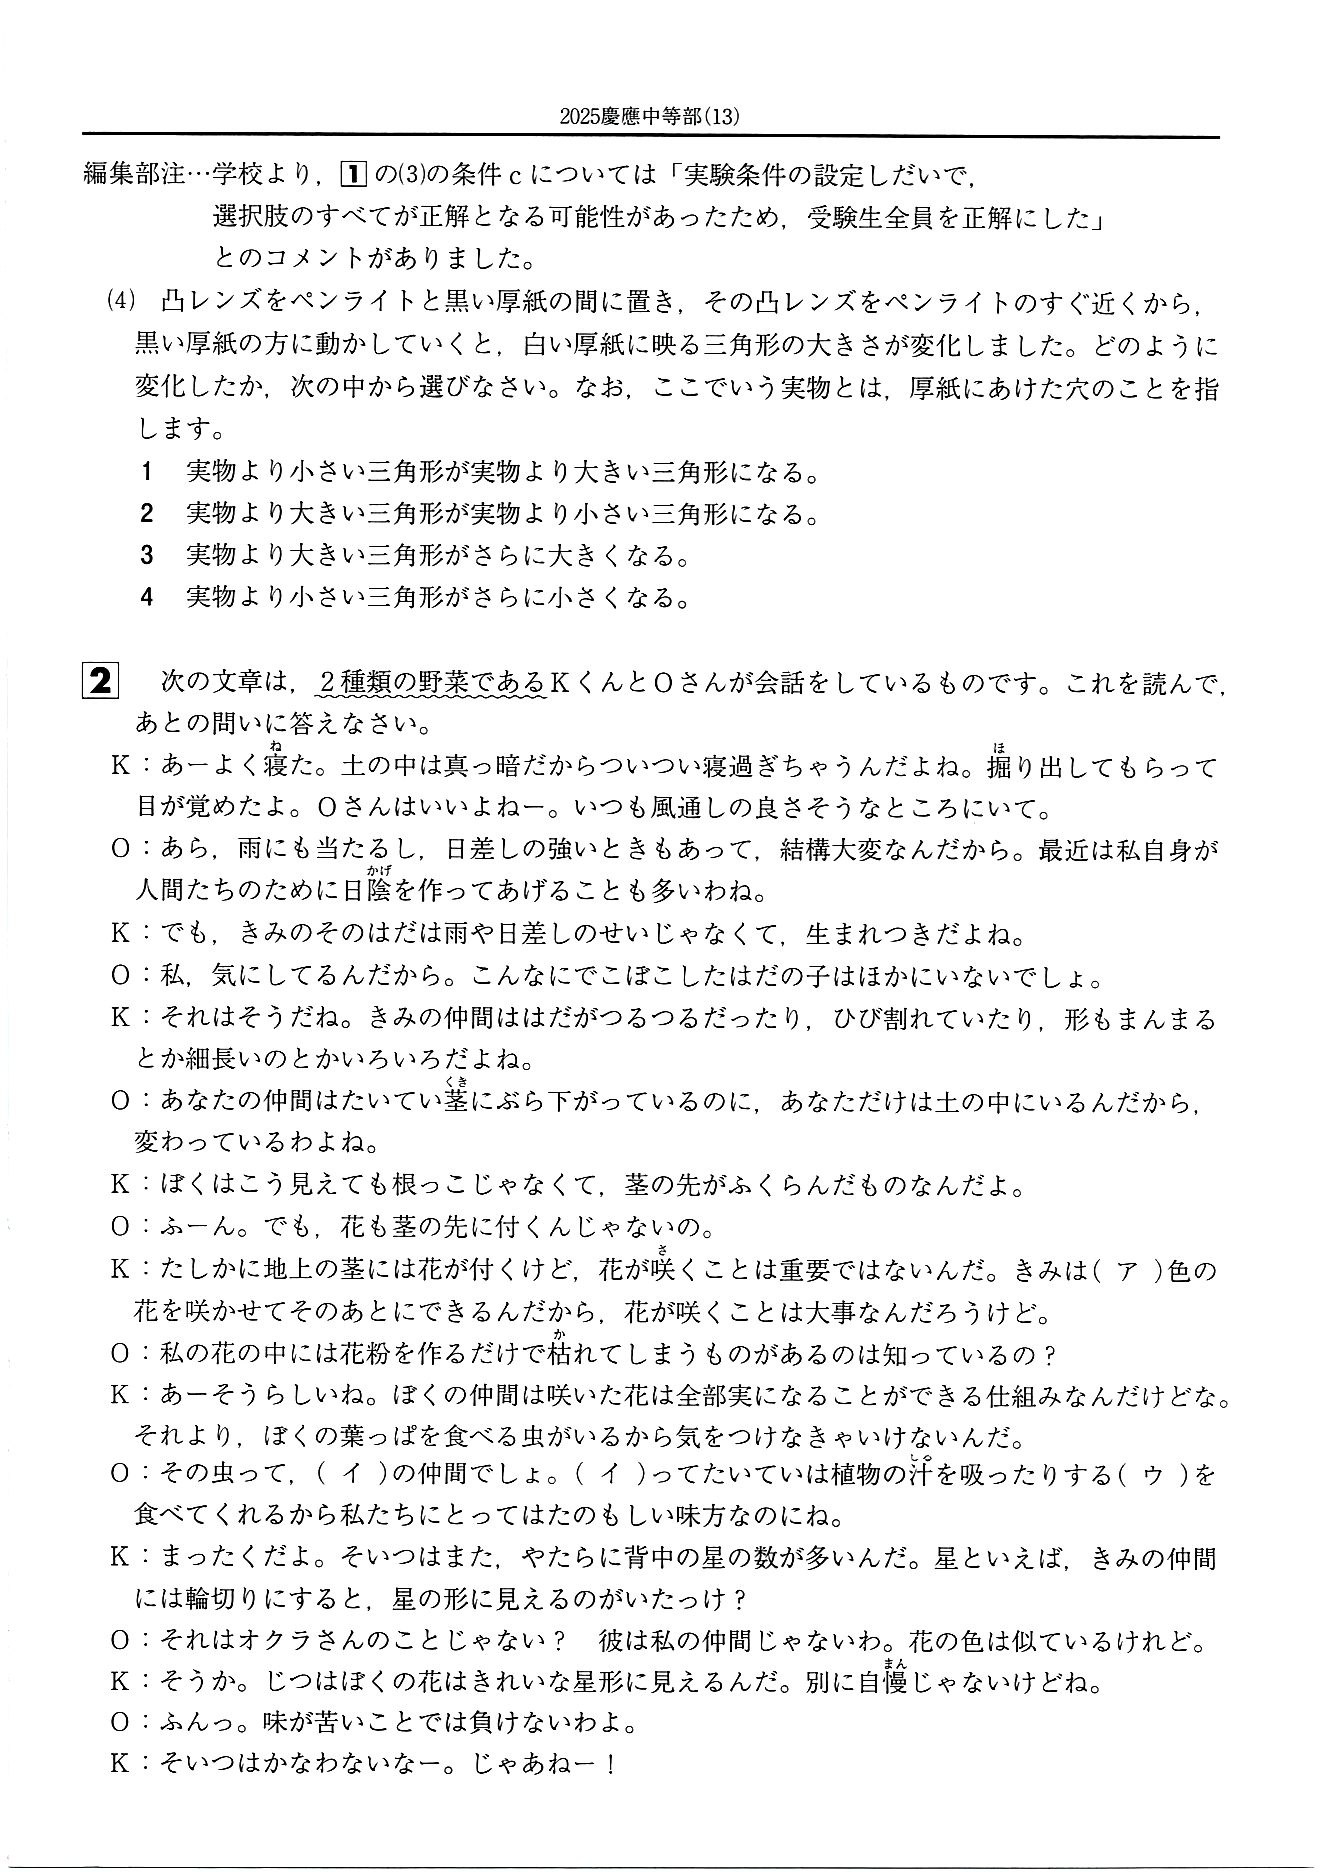 2025慶應中等部(13)
編集部注…学校より，1の(3)の条件cについては「実験条件の設定しだいで，
選択肢のすべてが正解となる可能性があったため，受験生全員を正解にした」
とのコメントがありました。
(4)　凸レンズをペンライトと黒い厚紙の間に置き，その凸レンズをペンライトのすぐ近くから，
黒い厚紙の方に動かしていくと，白い厚紙に映る三角形の大きさが変化しました。どのように
変化したか，次の中から選びなさい。なお，ここでいう実物とは，厚紙にあけた穴のことを指
します。
1　実物より小さい三角形が実物より大きい三角形になる。
2　実物より大きい三角形が実物より小さい三角形になる。
3　実物より大きい三角形がさらに大きくなる。
4　実物より小さい三角形がさらに小さくなる。
2　次の文章は，2種類の野菜であるKくんとOさんが会話をしているものです。これを読んで，
あとの問いに答えなさい。
K：あーよく寝た。土の中は真っ暗だからついつい寝過ぎちゃうんだよね。掘り出してもらって
目が覚めたよ。Oさんはいいよねー。いつも風通しの良さそうなところにいて。
O：あら，雨にも当たるし，日差しの強いときもあって，結構大変なんだから。最近は私自身が
人間たちのために日陰を作ってあげることも多いわね。
K：でも，きみのそのはだは雨や日差しのせいじゃなくて，生まれつきだよね。
O：私，気にしてるんだから。こんなにでこぼこしたはだの子はほかにいないでしょ。
K：それはそうだね。きみの仲間ははだがつるつるだったり，ひび割れていたり，形もまんまる
とか細長いのとかいろいろだよね。
O：あなたの仲間はたいてい茎にぶら下がっているのに，あなただけは土の中にいるんだから，
変わっているわよね。
K：ぼくはこう見えても根っこじゃなくて，茎の先がふくらんだものなんだよ。
O：ふーん。でも，花も茎の先に付くんじゃないの。
K：たしかに地上の茎には花が付くけど，花が咲くことは重要ではないんだ。きみは( ア )色の
花を咲かせてそのあとにできるんだから，花が咲くことは大事なんだろうけど。
O：私の花の中には花粉を作るだけで枯れてしまうものがあるのは知っているの？
K：あーそうらしいね。ぼくの仲間は咲いた花は全部実になることができる仕組みなんだけどな。
それより，ぼくの葉っぱを食べる虫がいるから気をつけなきゃいけないんだ。
O：その虫って，( イ )の仲間でしょ。( イ )ってたいていは植物の汁を吸ったりする( ウ )を
食べてくれるから私たちにとってはたのもしい味方なのにね。
K：まったくだよ。そいつはまた，やたらに背中の星の数が多いんだ。星といえば，きみの仲間
には輪切りにすると，星の形に見えるのがいたっけ？
O：それはオクラさんのことじゃない？　彼は私の仲間じゃないわ。花の色は似ているけれど。
K：そうか。じつはぼくの花はきれいな星形に見えるんだ。別に自慢じゃないけどね。
O：ふんっ。味が苦いことでは負けないわよ。
K：そいつはかなわないなー。じゃあねー！